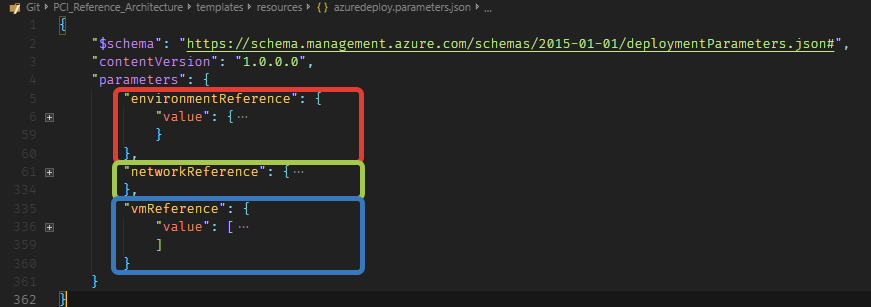 Git › PCI_Reference_Architecture › templates › resources › {} azuredeploy.parameters.json › ...
1 {
2 "$schema": "https://schema.management.azure.com/schemas/2015-01-01/deploymentParameters.json#",
3 "contentVersion": "1.0.0.0",
4 "parameters": {
5 "environmentReference": {
6 "value": {···
59 }
60 },
61 "networkReference": {···
334 },
335 "vmReference": {
336 "value": [···
359 ]
360 }
361 }
362 }